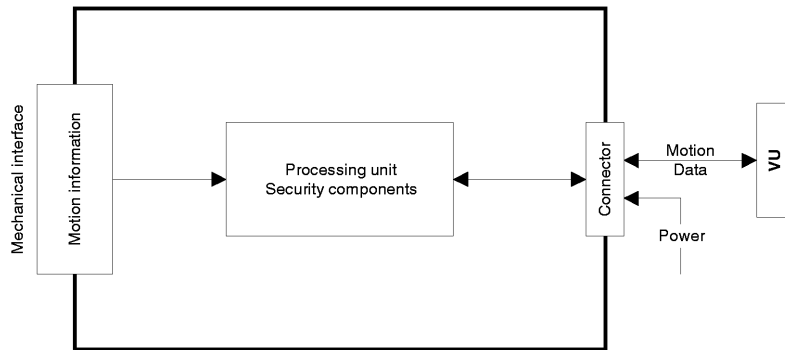 Mechanical interface
Motion information
Processing unit
Security components
Connector
Motion
Data
Power
VU